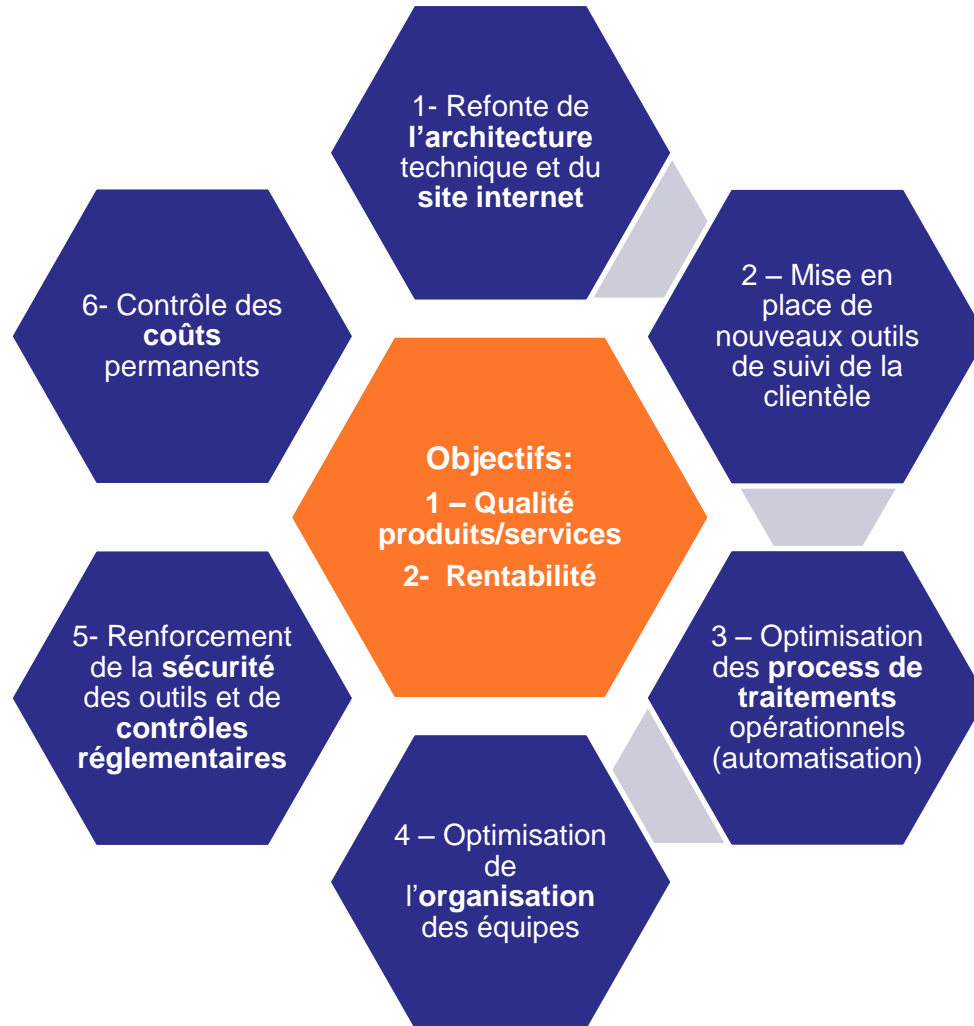 1- Refonte de
l’architecture
technique et du
site internet
2 – Mise en
place de
nouveaux outils
de suivi de la
clientèle
3 – Optimisation
des process de
traitements
opérationnels
(automatisation)
4 – Optimisation
de
l’organisation
des équipes
5- Renforcement
de la sécurité
des outils et de
contrôles
réglementaires
6- Contrôle des
coûts
permanents
Objectifs:
1 – Qualité
produits/services
2- Rentabilité